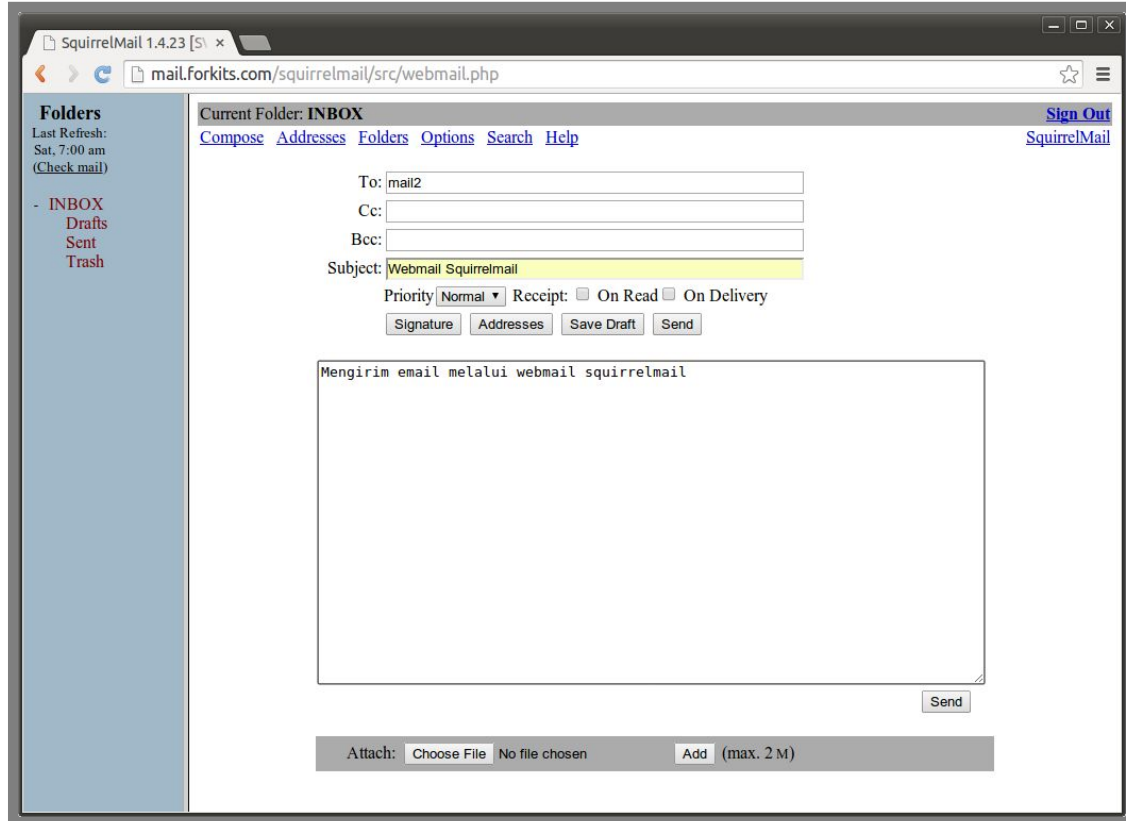 SquirrelMail 1.4.23 [S
mail.forkits.com/squirrelmail/src/webmail.php
Folders
Last Refresh:
Sat, 7:00 am
(Check mail)
- INBOX
Drafts
Sent
Trash
Current Folder: INBOX Sign Out
Compose Addresses Folders Options Search Help SquirrelMail
To: mail2
Cc:
Bcc:
Subject: Webmail Squirrelmail
Priority Normal Receipt: On Read On Delivery
Signature Addresses Save Draft Send
Mengirim email melalui webmail squirrelmail
Send
Attach: Choose File No file chosen Add (max. 2 M)